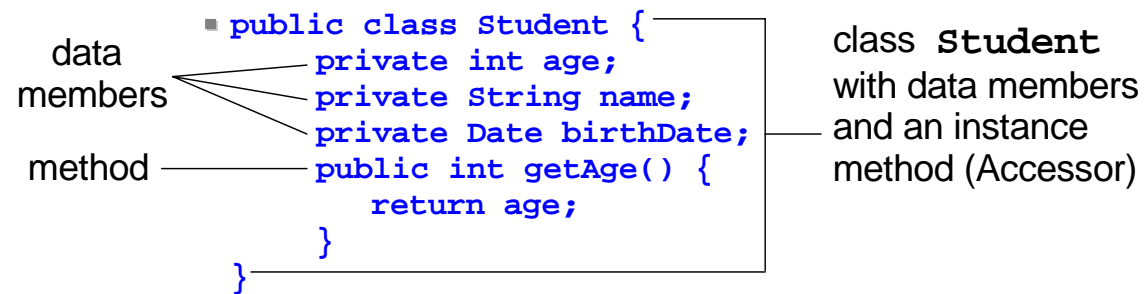 public class Student {
private int age;
private String name;
private Date birthDate;
public int getAge() {
return age;
}
}
data
members
method
class Student
with data members
and an instance
method (Accessor)